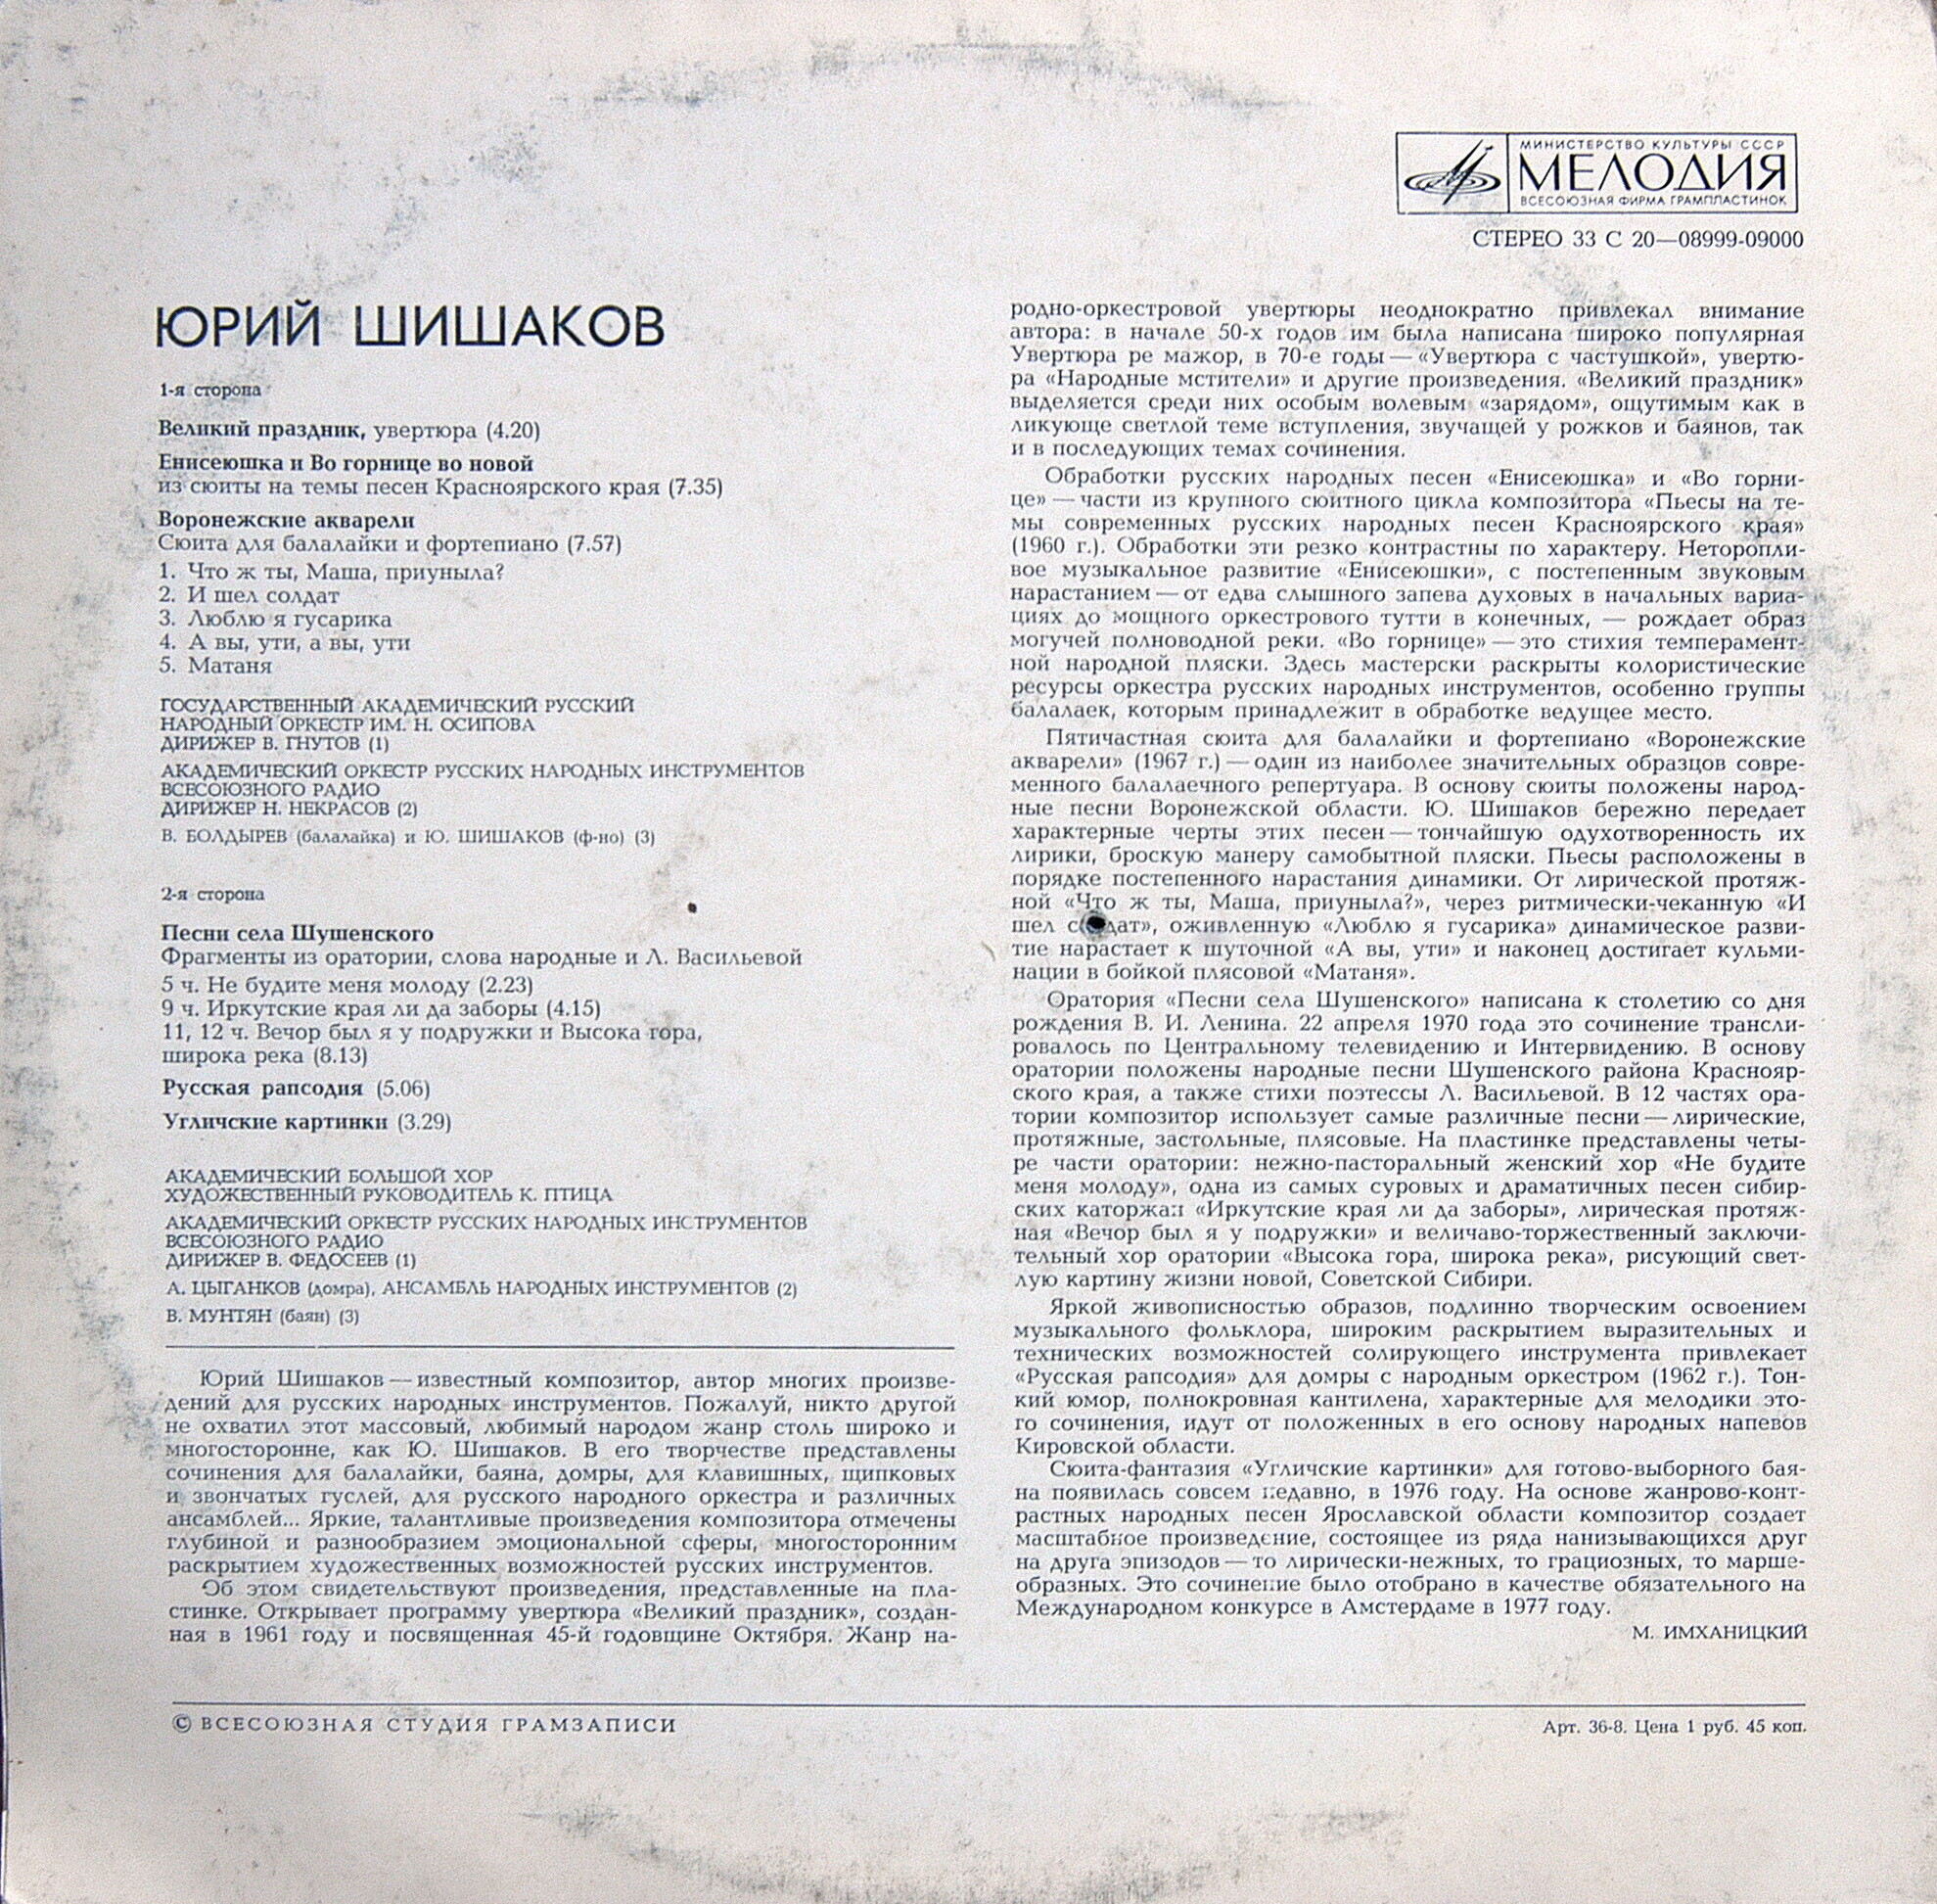 МИНИСТЕРСТВО КУЛЬТУРЫ СССР
МЕЛОДИЯ
ВСЕСОЮЗНАЯ ФИРМА ГРАМПЛАСТИНОК
СТЕРЕО 33 С 20—08999-09000
ЮРИЙ ШИШАКОВ
1-я сторона
Великий праздник, увертюра (4.20)
Енисеюшка и Во горнице во новой
из сюиты на темы песен Красноярского края (7.35)
Воронежские акварели
Сюита для балалайки и фортепиано (7.57)
1. Что ж ты, Маша, приуныла?
2. И шел солдат
3. Люблю я гусарика
4. А вы, ути, а вы, ути
5. Матаня
ГОСУДАРСТВЕННЫЙ АКАДЕМИЧЕСКИЙ РУССКИЙ
НАРОДНЫЙ ОРКЕСТР ИМ. Н. ОСИПОВА
ДИРИЖЕР В. ГНУТОВ (1)
АКАДЕМИЧЕСКИЙ ОРКЕСТР РУССКИХ НАРОДНЫХ ИНСТРУМЕНТОВ
ВСЕСОЮЗНОГО РАДИО
ДИРИЖЕР Н. НЕКРАСОВ (2)
В. БОЛДЫРЕВ (балалайка) и Ю. ШИШАКОВ (ф-но) (3)
2-я сторона
Песни села Шушенского
Фрагменты из оратории, слова народные и Л. Васильевой
5 ч. Не будите меня молоду (2.23)
9 ч. Иркутские края ли да заборы (4.15)
11, 12 ч. Вечор был я у подружки и Высока гора,
широка река (8.13)
Русская рапсодия (5.06)
Угличские картинки (3.29)
АКАДЕМИЧЕСКИЙ БОЛЬШОЙ ХОР
ХУДОЖЕСТВЕННЫЙ РУКОВОДИТЕЛЬ К. ПТИЦА
АКАДЕМИЧЕСКИЙ ОРКЕСТР РУССКИХ НАРОДНЫХ ИНСТРУМЕНТОВ
ВСЕСОЮЗНОГО РАДИО
ДИРИЖЕР В. ФЕДОСЕЕВ (1)
А. ЦЫГАНКОВ (домра), АНСАМБЛЬ НАРОДНЫХ ИНСТРУМЕНТОВ (2)
В. МУНТЯН (баян) (3)
Юрий Шишаков — известный композитор, автор многих произве-
дений для русских народных инструментов. Пожалуй, никто другой
не охватил этот массовый, любимый народом жанр столь широко и
многосторонне, как Ю. Шишаков. В его творчестве представлены
сочинения для балалайки, баяна, домры, для клавишных, щипковых
и звончатых гуслей, для русского народного оркестра и различных
ансамблей... Яркие, талантливые произведения композитора отмечены
глубиной и разнообразием эмоциональной сферы, многосторонним
раскрытием художественных возможностей русских инструментов.
Об этом свидетельствуют произведения, представленные на пла-
стинке. Открывает программу увертюра «Великий праздник», создан-
ная в 1961 году и посвященная 45-й годовщине Октября. Жанр на-
родно-оркестровой увертюры неоднократно привлекал внимание
автора: в начале 50-х годов им была написана широко популярная
Увертюра ре мажор, в 70-е годы — «Увертюра с частушкой», увертю-
ра «Народные мстители» и другие произведения. «Великий праздник»
выделяется среди них особым волевым «зарядом», ощутимым как в
ликующе светлой теме вступления, звучащей у рожков и баянов, так
и в последующих темах сочинения.
Обработки русских народных песен «Енисеюшка» и «Во горни-
це» — части из крупного сюитного цикла композитора «Пьесы на те-
мы современных русских народных песен Красноярского края»
(1960 г.). Обработки эти резко контрастны по характеру. Неторопли-
вое музыкальное развитие «Енисеюшки», с постепенным звуковым
нарастанием — от едва слышного запева духовых в начальных вариа-
циях до мощного оркестрового тутти в конечных, — рождает образ
могучей полноводной реки. «Во горнице» — это стихия темперамент-
ной народной пляски. Здесь мастерски раскрыты колористические
ресурсы оркестра русских народных инструментов, особенно группы
балалаек, которым принадлежит в обработке ведущее место.
Пятичастная сюита для балалайки и фортепиано «Воронежские
акварели» (1967 г.) — один из наиболее значительных образцов совре-
менного балалаечного репертуара. В основу сюиты положены народ-
ные песни Воронежской области. Ю. Шишаков бережно передает
характерные черты этих песен — тончайшую одухотворенность их
лирики, броскую манеру самобытной пляски. Пьесы расположены в
порядке постепенного нарастания динамики. От лирической протяж-
ной «Что ж ты, Маша, приуныла?», через ритмически-чеканную «И
шел солдат», оживленную «Люблю я гусарика» динамическое разви-
тие нарастает к шуточной «А вы, ути» и наконец достигает кульми-
нации в бойкой плясовой «Матаня».
Оратория «Песни села Шушенского» написана к столетию со дня
рождения В. И. Ленина. 22 апреля 1970 года это сочинение трансли-
ровалось по Центральному телевидению и Интервидению. В основу
оратории положены народные песни Шушенского района Краснояр-
ского края, а также стихи поэтессы Л. Васильевой. В 12 частях ора-
тории композитор использует самые различные песни — лирические,
протяжные, застольные, плясовые. На пластинке представлены четы-
ре части оратории: нежно-пасторальный женский хор «Не будите
меня молоду», одна из самых суровых и драматичных песен сибир-
ских каторжан «Иркутские края ли да заборы», лирическая протяж-
ная «Вечор был я у подружки» и величаво-торжественный заключи-
тельный хор оратории «Высока гора, широка река», рисующий свет-
лую картину жизни новой, Советской Сибири.
Яркой живописностью образов, подлинно творческим освоением
музыкального фольклора, широким раскрытием выразительных и
технических возможностей солирующего инструмента привлекает
«Русская рапсодия» для домры с народным оркестром (1962 г.). Тон-
кий юмор, полнокровная кантилена, характерные для мелодики это-
го сочинения, идут от положенных в его основу народных напевов
Кировской области.
Сюита-фантазия «Угличские картинки» для готово-выборного бая-
на появилась совсем недавно, в 1976 году. На основе жанрово-конт-
растных народных песен Ярославской области композитор создает
масштабное произведение, состоящее из ряда нанизывающихся друг
на друга эпизодов — то лирически-нежных, то грациозных, то марше-
образных. Это сочинение было отобрано в качестве обязательного на
Международном конкурсе в Амстердаме в 1977 году.
М. ИМХАНИЦКИЙ
© ВСЕСОЮЗНАЯ СТУДИЯ ГРАМЗАПИСИ
Арт. 36-8. Цена 1 руб. 45 коп.